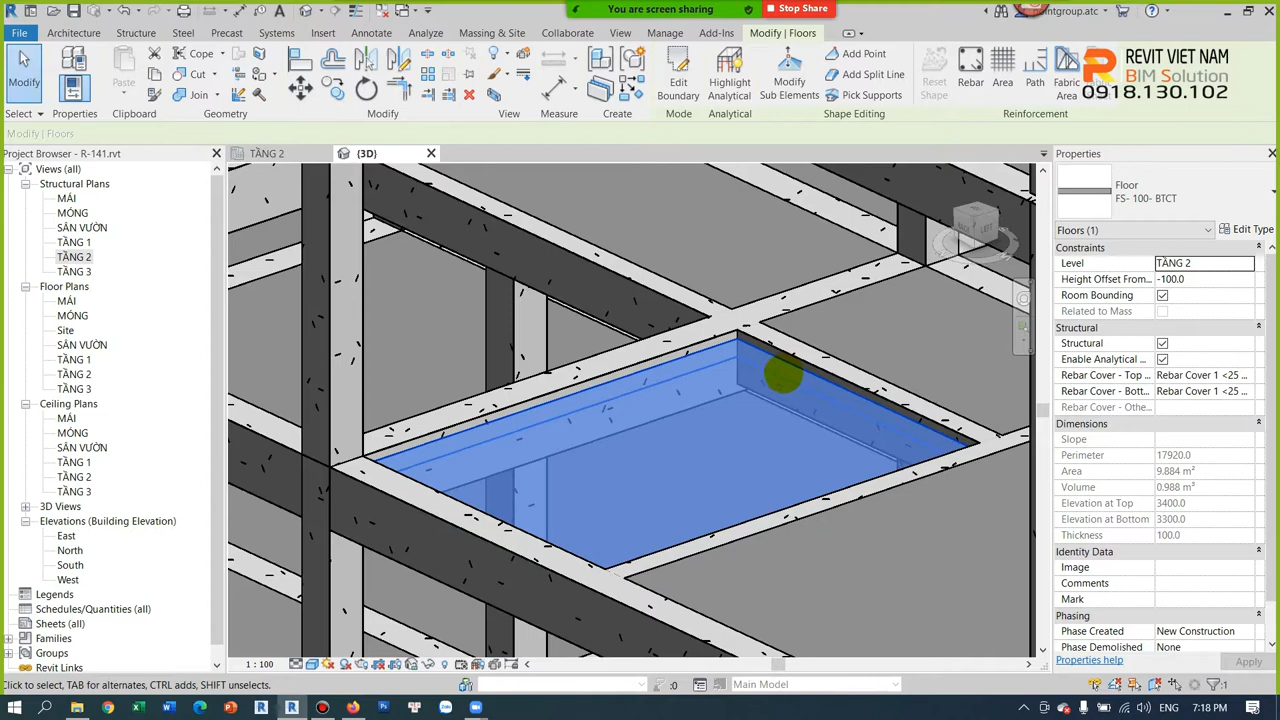 You are screen sharing
Stop Share
intgroup.atc
File
Architecture
Structure
Steel
Precast
Systems
Insert
Annotate
Analyze
Massing & Site
Collaborate
View
Manage
Add-Ins
Modify | Floors
Modify
Select
Properties
Paste
Clipboard
Cope
Cut
Join
Geometry
Modify
View
Measure
Create
Edit
Boundary
Mode
Highlight
Analytical
Analytical
Modify
Sub Elements
Add Point
Add Split Line
Pick Supports
Shape Editing
Reset
Shape
Rebar
Area
Path
Fabric
Area
Reinforcement
REVIT VIET NAM
BIM Solution
0918.130.102
Modify | Floors
Project Browser - R-141.rvt
TẦNG 2
{3D}
Views (all)
Structural Plans
MÁI
MÓNG
SÂN VƯỜN
TẦNG 1
TẦNG 2
TẦNG 3
Floor Plans
MÁI
MÓNG
Site
SÂN VƯỜN
TẦNG 1
TẦNG 2
TẦNG 3
Ceiling Plans
MÁI
MÓNG
SÂN VƯỜN
TẦNG 1
TẦNG 2
TẦNG 3
3D Views
Elevations (Building Elevation)
East
North
South
West
Legends
Schedules/Quantities (all)
Sheets (all)
Families
Groups
Revit Links
BACK
LEFT
Properties
Floor
FS- 100- BTCT
Floors (1)
Edit Type
Constraints
Level TẦNG 2
Height Offset From... -100.0
Room Bounding
Related to Mass
Structural
Structural
Enable Analytical ...
Rebar Cover - Top ... Rebar Cover 1 <25 ...
Rebar Cover - Bott... Rebar Cover 1 <25 ...
Rebar Cover - Othe...
Dimensions
Slope
Perimeter 17920.0
Area 9.884 m²
Volume 0.988 m³
Elevation at Top 3400.0
Elevation at Bottom 3300.0
Thickness 100.0
Identity Data
Image
Comments
Mark
Phasing
Phase Created New Construction
Phase Demolished None
Properties help
Apply
1 : 100
Click to select, TAB for alternates, CTRL adds, SHIFT unselects.
:0
Main Model
:1
ENG
7:18 PM